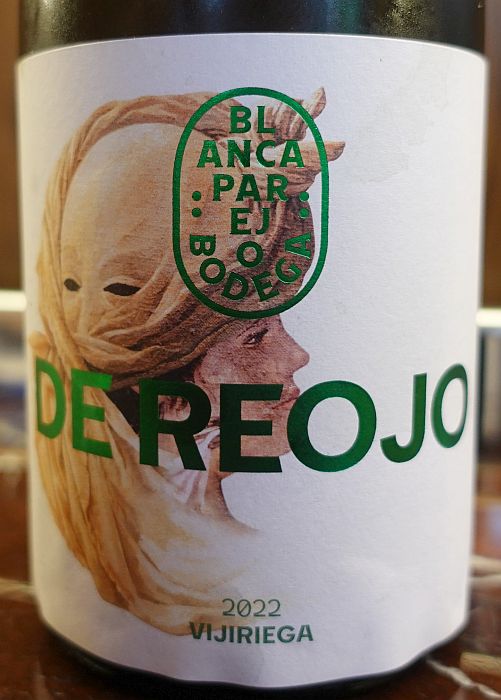 BL
ANCA
PAR
EJ
O
BODEGA
DE REOJO
2022
VIJIRIEGA